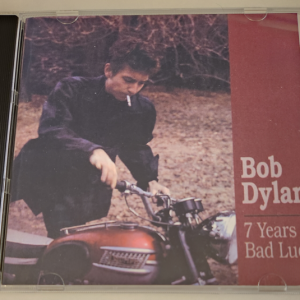 Bob
Dylan
7 Years
Bad Luc